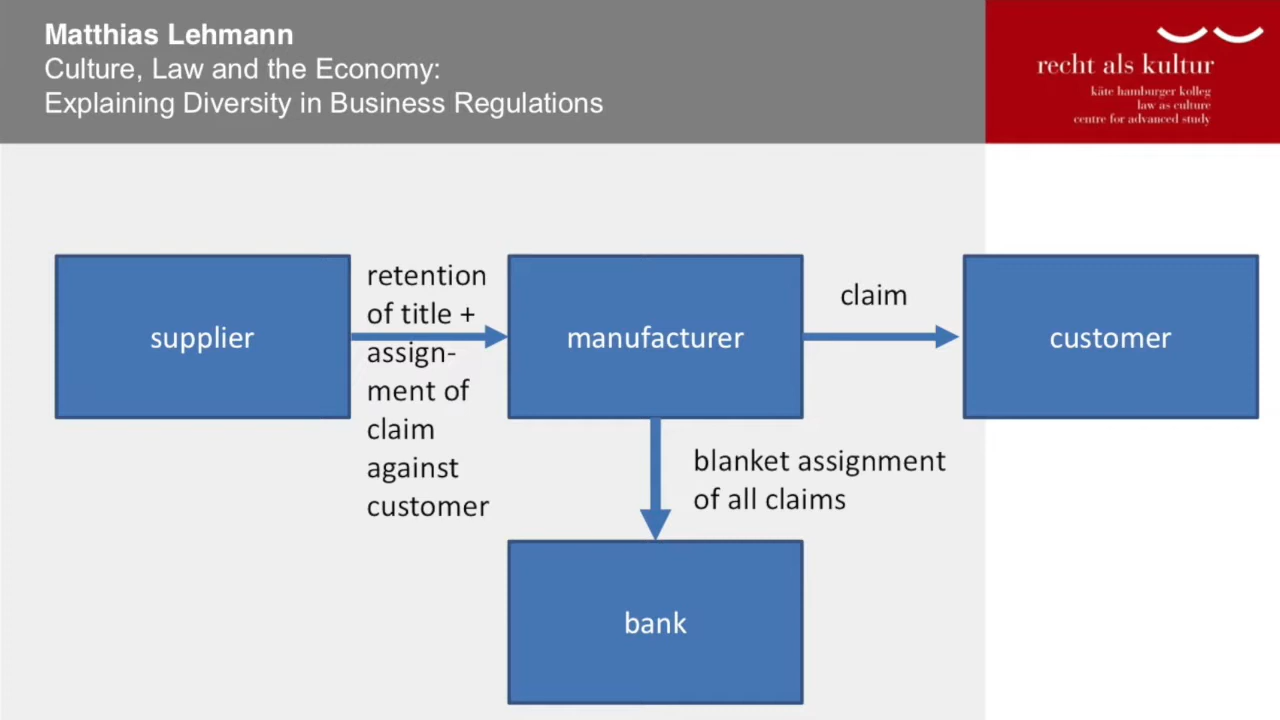 Matthias Lehmann
Culture, Law and the Economy:
Explaining Diversity in Business Regulations
recht als kultur
käte hamburger kolleg
law as culture
centre for advanced study
supplier
retention
of title +
assign-
ment of
claim
against
customer
manufacturer
claim
customer
blanket assignment
of all claims
bank